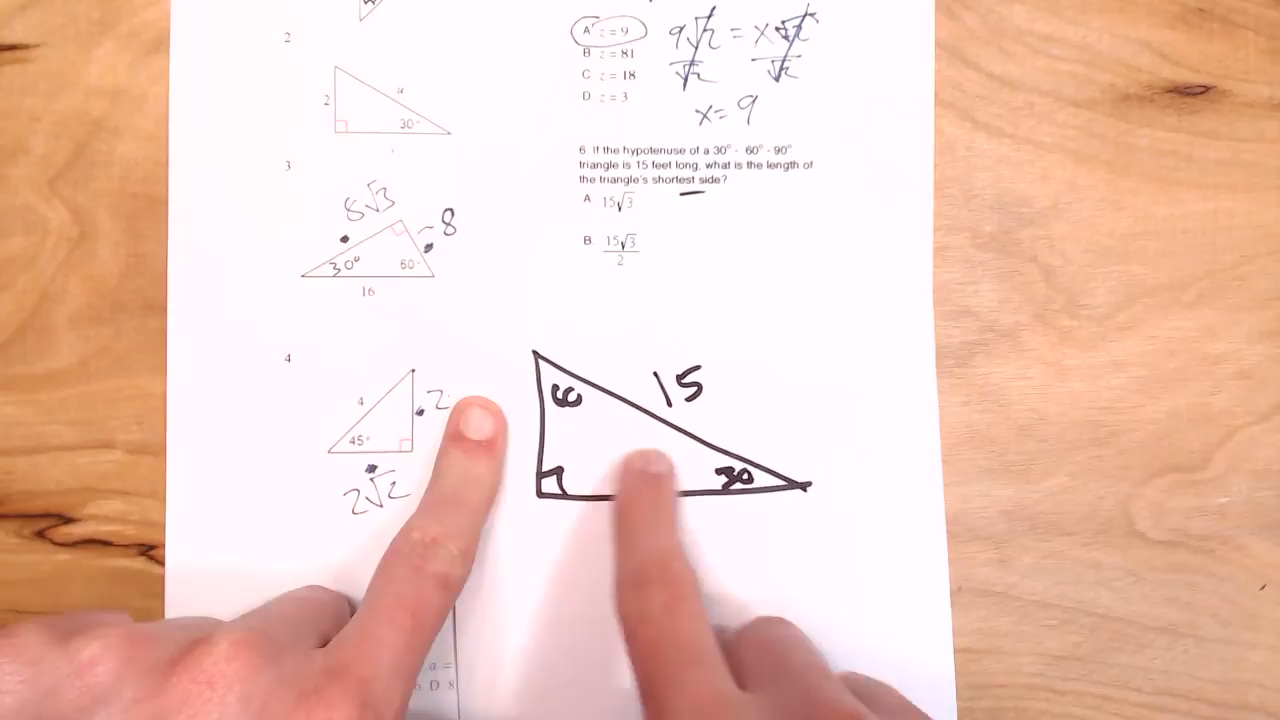 2
2
u
30°
3
8√3
8
30°
60°
16
4
4
2
45°
2√2
a =
D 8
A z = 9
B z = 81
C z = 18
D z = 3
9√2 = x√2
√2 √2
x = 9
6 If the hypotenuse of a 30° - 60° - 90°
triangle is 15 feet long, what is the length of
the triangle's shortest side?
A 15√3
B. 15√3
2
60
15
30